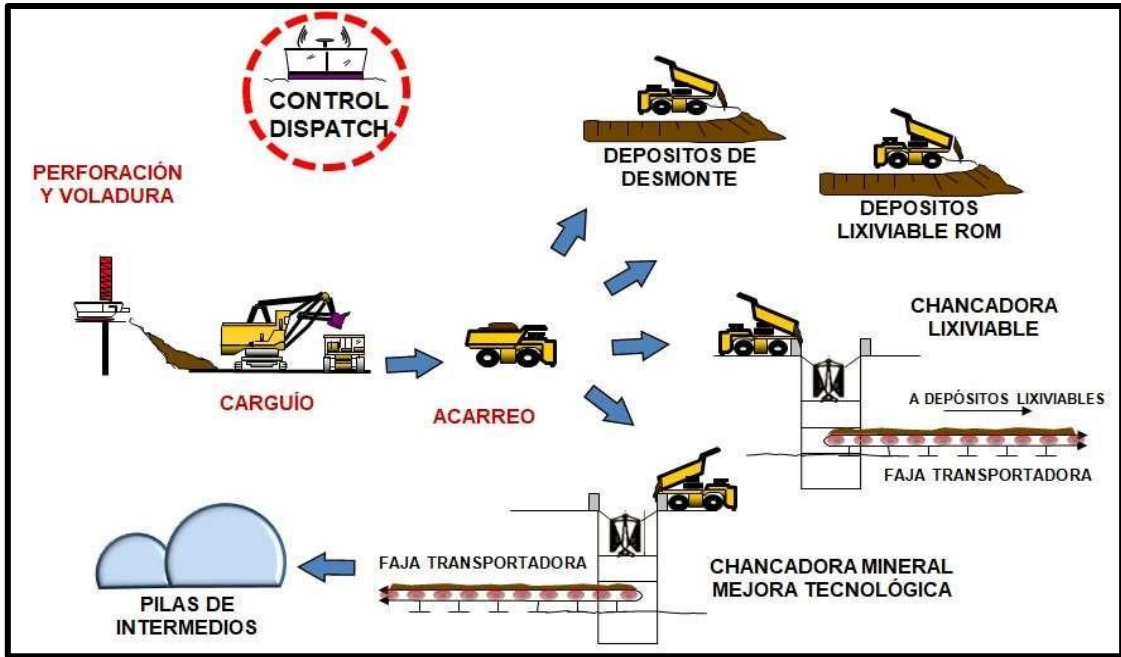 CONTROL
DISPATCH
PERFORACIÓN
Y VOLADURA
DEPOSITOS DE
DESMONTE
DEPOSITOS
LIXIVIABLE ROM
CARGUÍO
ACARREO
CHANCADORA
LIXIVIABLE
A DEPÓSITOS LIXIVIABLES
FAJA TRANSPORTADORA
FAJA TRANSPORTADORA
CHANCADORA MINERAL
MEJORA TECNOLÓGICA
PILAS DE
INTERMEDIOS